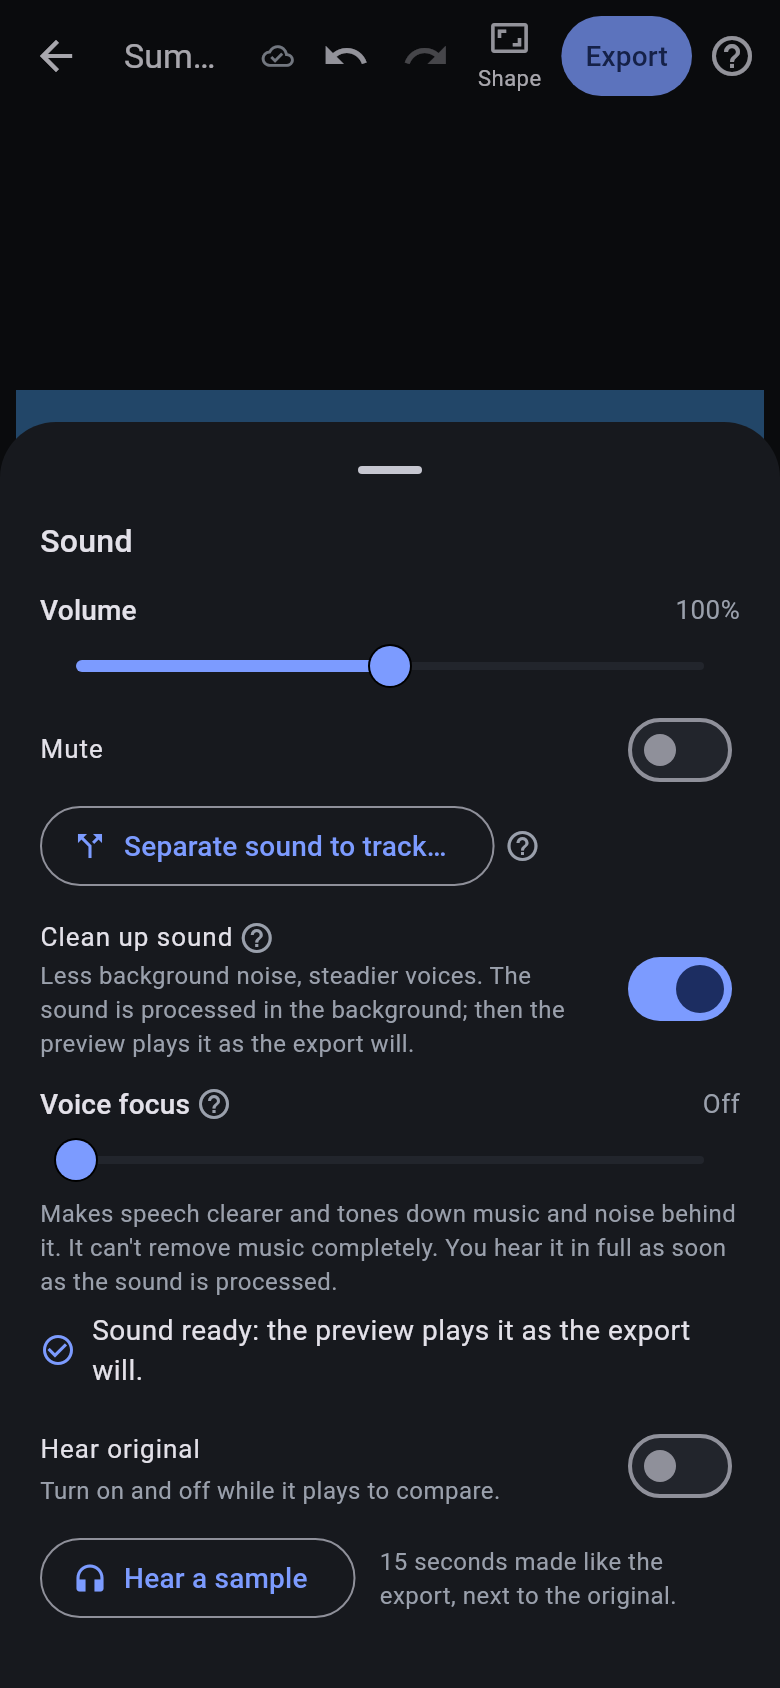 Sum...
Shape
Export
Sound
Volume
100%
Mute
Separate sound to track...
Clean up sound
Less background noise, steadier voices. The
sound is processed in the background; then the
preview plays it as the export will.
Voice focus
Off
Makes speech clearer and tones down music and noise behind
it. It can't remove music completely. You hear it in full as soon
as the sound is processed.
Sound ready: the preview plays it as the export
will.
Hear original
Turn on and off while it plays to compare.
Hear a sample
15 seconds made like the
export, next to the original.